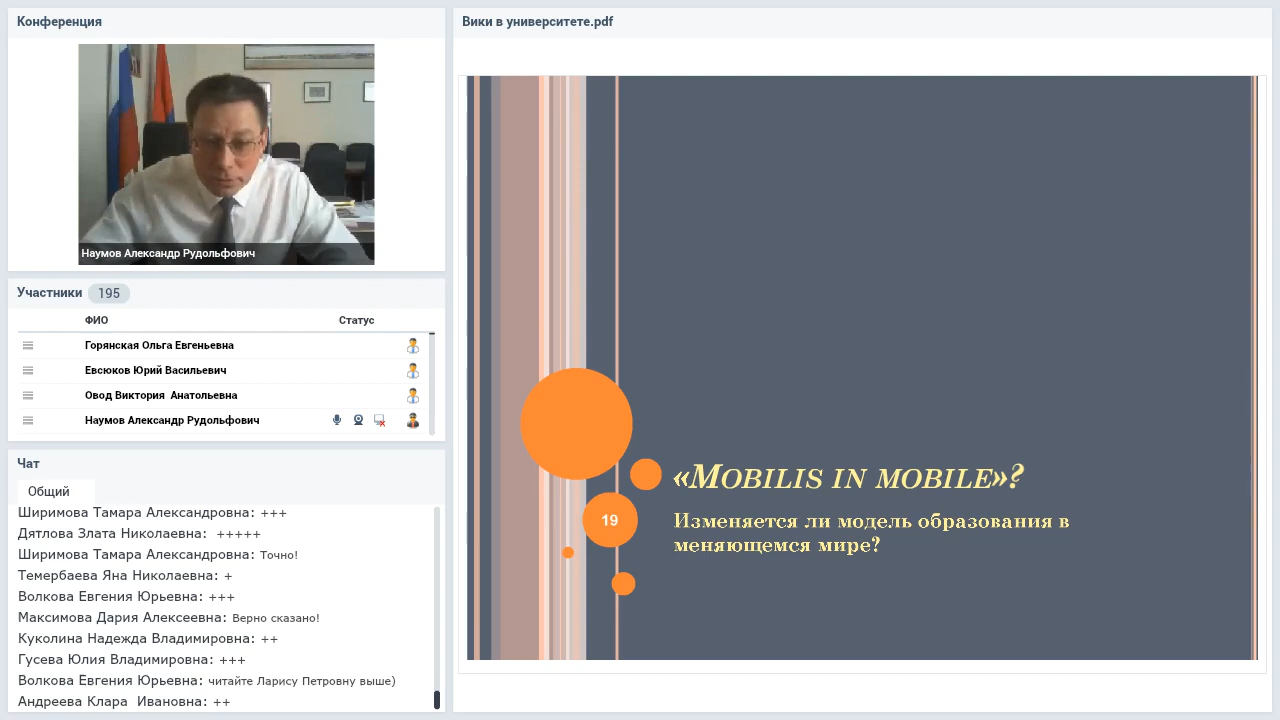 Конференция
Наумов Александр Рудольфович
Участники 195
ФИО Статус
Горянская Ольга Евгеньевна
Евсюков Юрий Васильевич
Овод Виктория Анатольевна
Наумов Александр Рудольфович
Чат
Общий
Ширимова Тамара Александровна: +++
Дятлова Злата Николаевна: +++++
Ширимова Тамара Александровна: Точно!
Темербаева Яна Николаевна: +
Волкова Евгения Юрьевна: +++
Максимова Дария Алексеевна: Верно сказано!
Куколина Надежда Владимировна: ++
Гусева Юлия Владимировна: +++
Волкова Евгения Юрьевна: читайте Ларису Петровну выше)
Андреева Клара Ивановна: ++
Вики в университете.pdf
«MOBILIS IN MOBILE»?
19
Изменяется ли модель образования в
меняющемся мире?